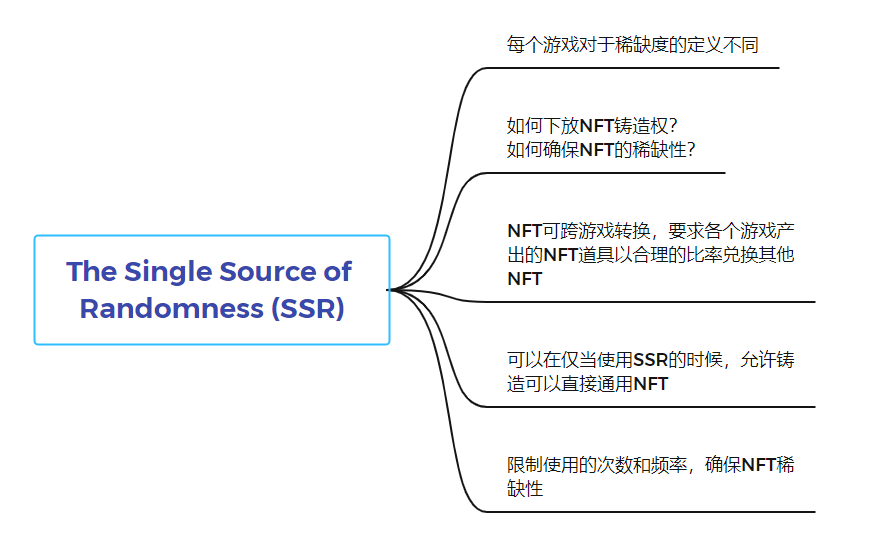 The Single Source of
Randomness (SSR)
每个游戏对于稀缺度的定义不同
如何下放NFT铸造权？
如何确保NFT的稀缺性？
NFT可跨游戏转换，要求各个游戏产
出的NFT道具以合理的比率兑换其他
NFT
可以在仅当使用SSR的时候，允许铸
造可以直接通用NFT
限制使用的次数和频率，确保NFT稀
缺性